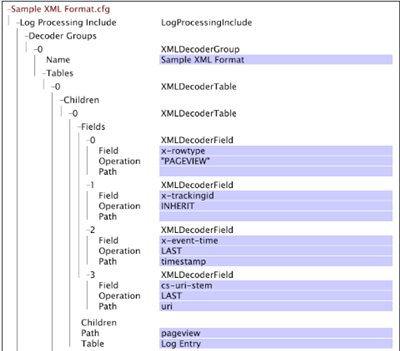 Sample XML Format.cfg
Log Processing Include LogProcessingInclude
Decoder Groups
0 XMLDecoderGroup
Name Sample XML Format
Tables
0 XMLDecoderTable
Children
0 XMLDecoderTable
Fields
0 XMLDecoderField
Field x-rowtype
Operation "PAGEVIEW"
Path
1 XMLDecoderField
Field x-trackingid
Operation INHERIT
Path
2 XMLDecoderField
Field x-event-time
Operation LAST
Path timestamp
3 XMLDecoderField
Field cs-uri-stem
Operation LAST
Path uri
Children
Path pageview
Table Log Entry